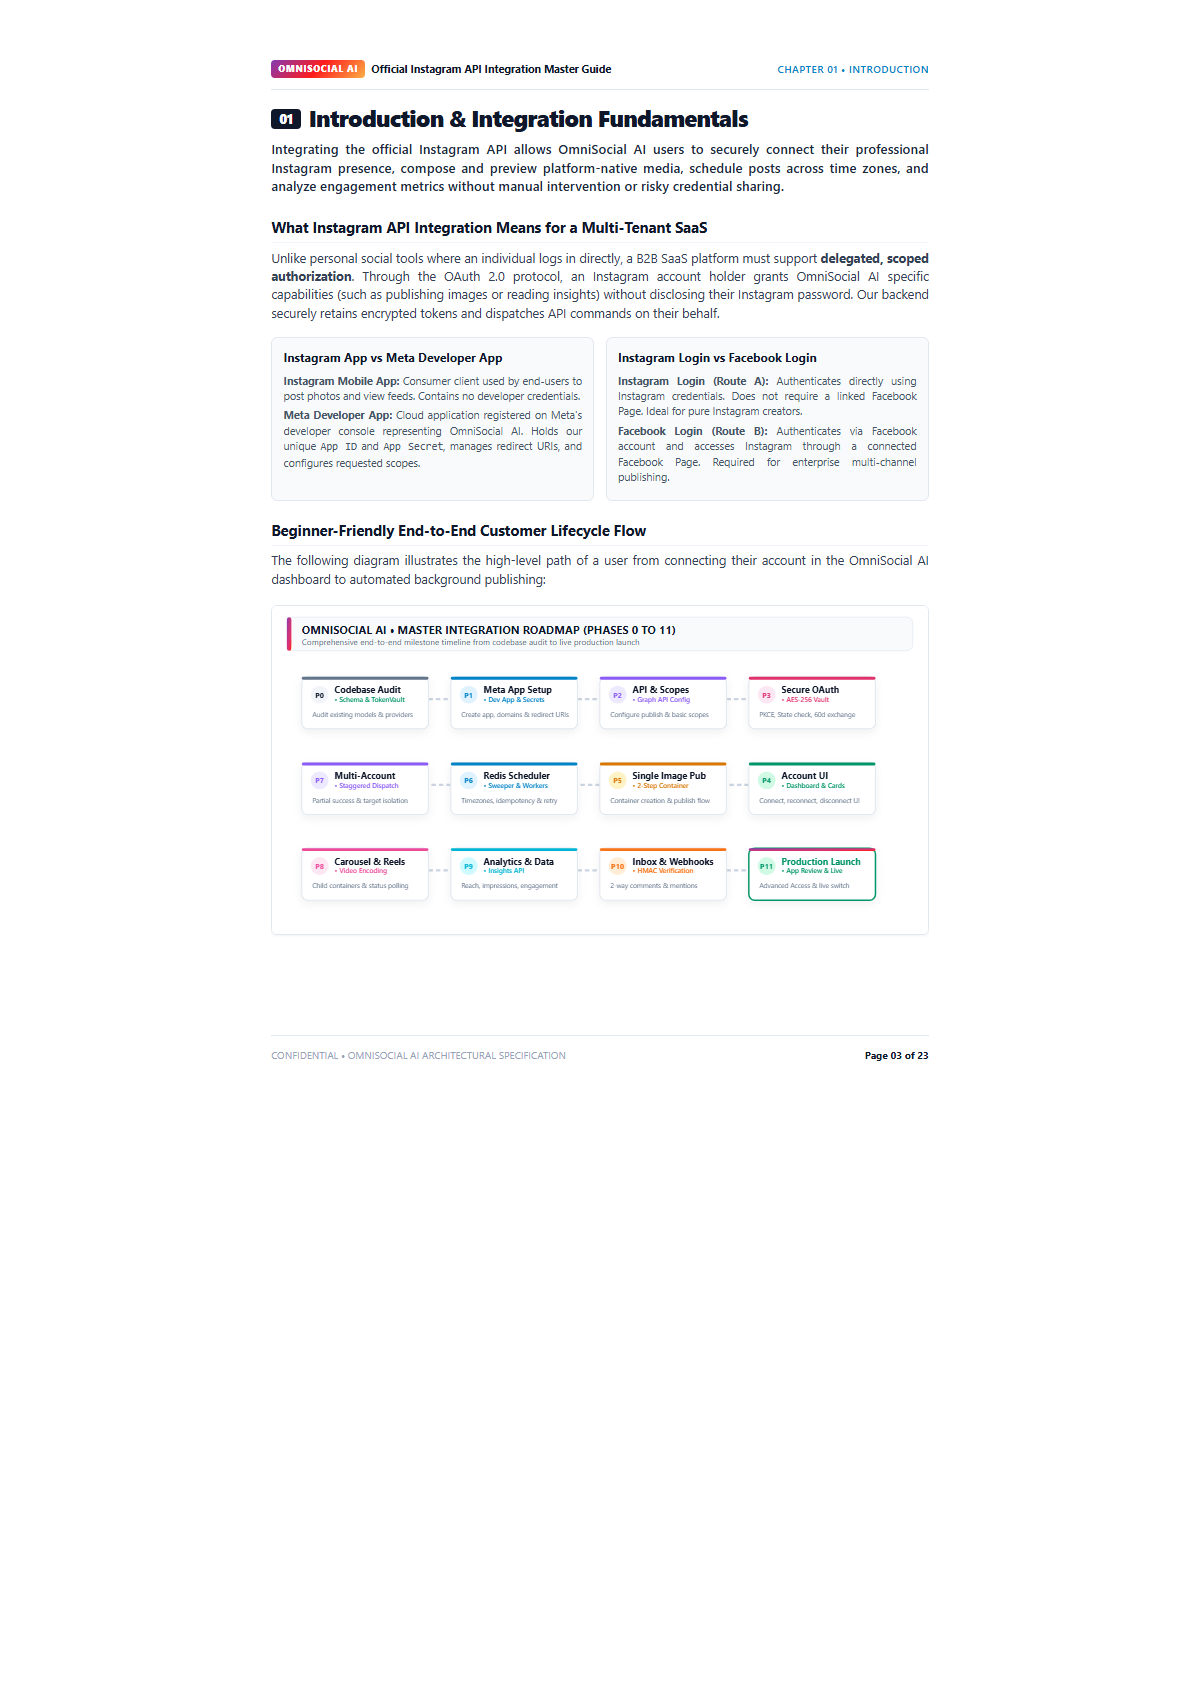 OMNISOCIAL AI Official Instagram API Integration Master Guide CHAPTER 01 • INTRODUCTION
01 Introduction & Integration Fundamentals
Integrating the official Instagram API allows OmniSocial AI users to securely connect their professional
Instagram presence, compose and preview platform-native media, schedule posts across time zones, and
analyze engagement metrics without manual intervention or risky credential sharing.
What Instagram API Integration Means for a Multi-Tenant SaaS
Unlike personal social tools where an individual logs in directly, a B2B SaaS platform must support delegated, scoped
authorization. Through the OAuth 2.0 protocol, an Instagram account holder grants OmniSocial AI specific
capabilities (such as publishing images or reading insights) without disclosing their Instagram password. Our backend
securely retains encrypted tokens and dispatches API commands on their behalf.
Instagram App vs Meta Developer App
Instagram Mobile App: Consumer client used by end-users to
post photos and view feeds. Contains no developer credentials.
Meta Developer App: Cloud application registered on Meta's
developer console representing OmniSocial AI. Holds our
unique App ID and App Secret, manages redirect URIs, and
configures requested scopes.
Instagram Login vs Facebook Login
Instagram Login (Route A): Authenticates directly using
Instagram credentials. Does not require a linked Facebook
Page. Ideal for pure Instagram creators.
Facebook Login (Route B): Authenticates via Facebook
account and accesses Instagram through a connected
Facebook Page. Required for enterprise multi-channel
publishing.
Beginner-Friendly End-to-End Customer Lifecycle Flow
The following diagram illustrates the high-level path of a user from connecting their account in the OmniSocial AI
dashboard to automated background publishing:
OMNISOCIAL AI • MASTER INTEGRATION ROADMAP (PHASES 0 TO 11)
Comprehensive end-to-end milestone timeline from codebase audit to live production launch
P0 Codebase Audit
• Schema & TokenVault
Audit existing models & providers
P1 Meta App Setup
• Dev App & Secrets
Create app, domains & redirect URIs
P2 API & Scopes
• Graph API Config
Configure publish & basic scopes
P3 Secure OAuth
• AES-256 Vault
PKCE, State check, 60d exchange
P7 Multi-Account
• Staggered Dispatch
Partial success & target isolation
P6 Redis Scheduler
• Sweeper & Workers
Timezones, idempotency & retry
P5 Single Image Pub
• 2-Step Container
Container creation & publish flow
P4 Account UI
• Dashboard & Cards
Connect, reconnect, disconnect UI
P8 Carousel & Reels
• Video Encoding
Child containers & status polling
P9 Analytics & Data
• Insights API
Reach, impressions, engagement
P10 Inbox & Webhooks
• HMAC Verification
2-way comments & mentions
P11 Production Launch
• App Review & Live
Advanced Access & live switch
CONFIDENTIAL • OMNISOCIAL AI ARCHITECTURAL SPECIFICATION Page 03 of 23